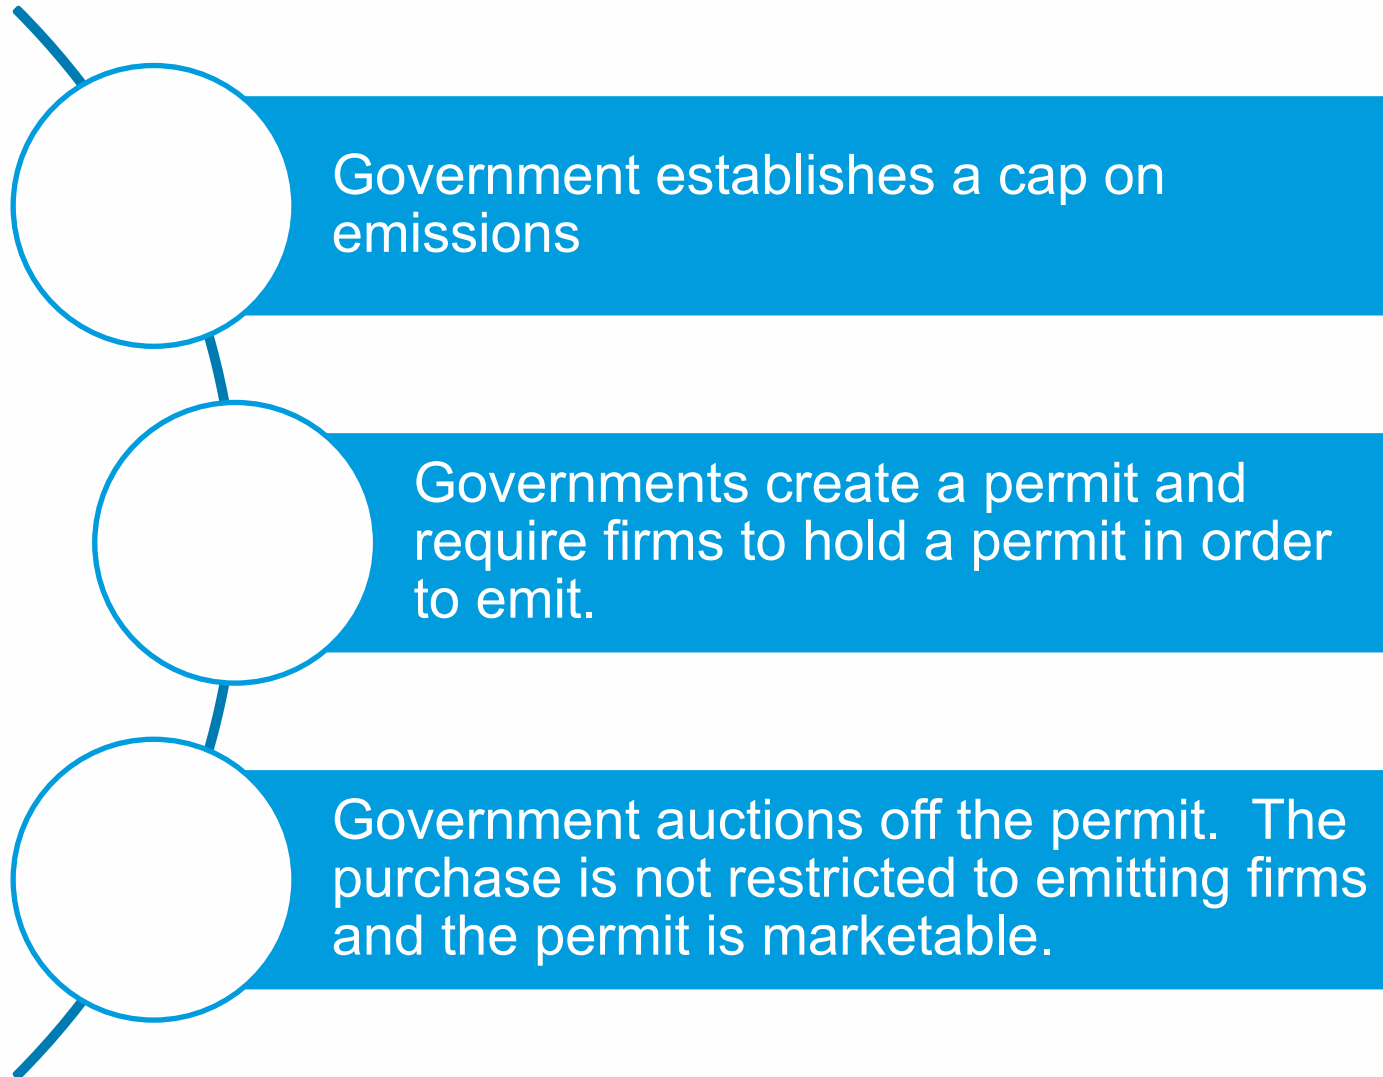 Government establishes a cap on
emissions
Governments create a permit and
require firms to hold a permit in order
to emit.
Government auctions off the permit.  The
purchase is not restricted to emitting firms
and the permit is marketable.